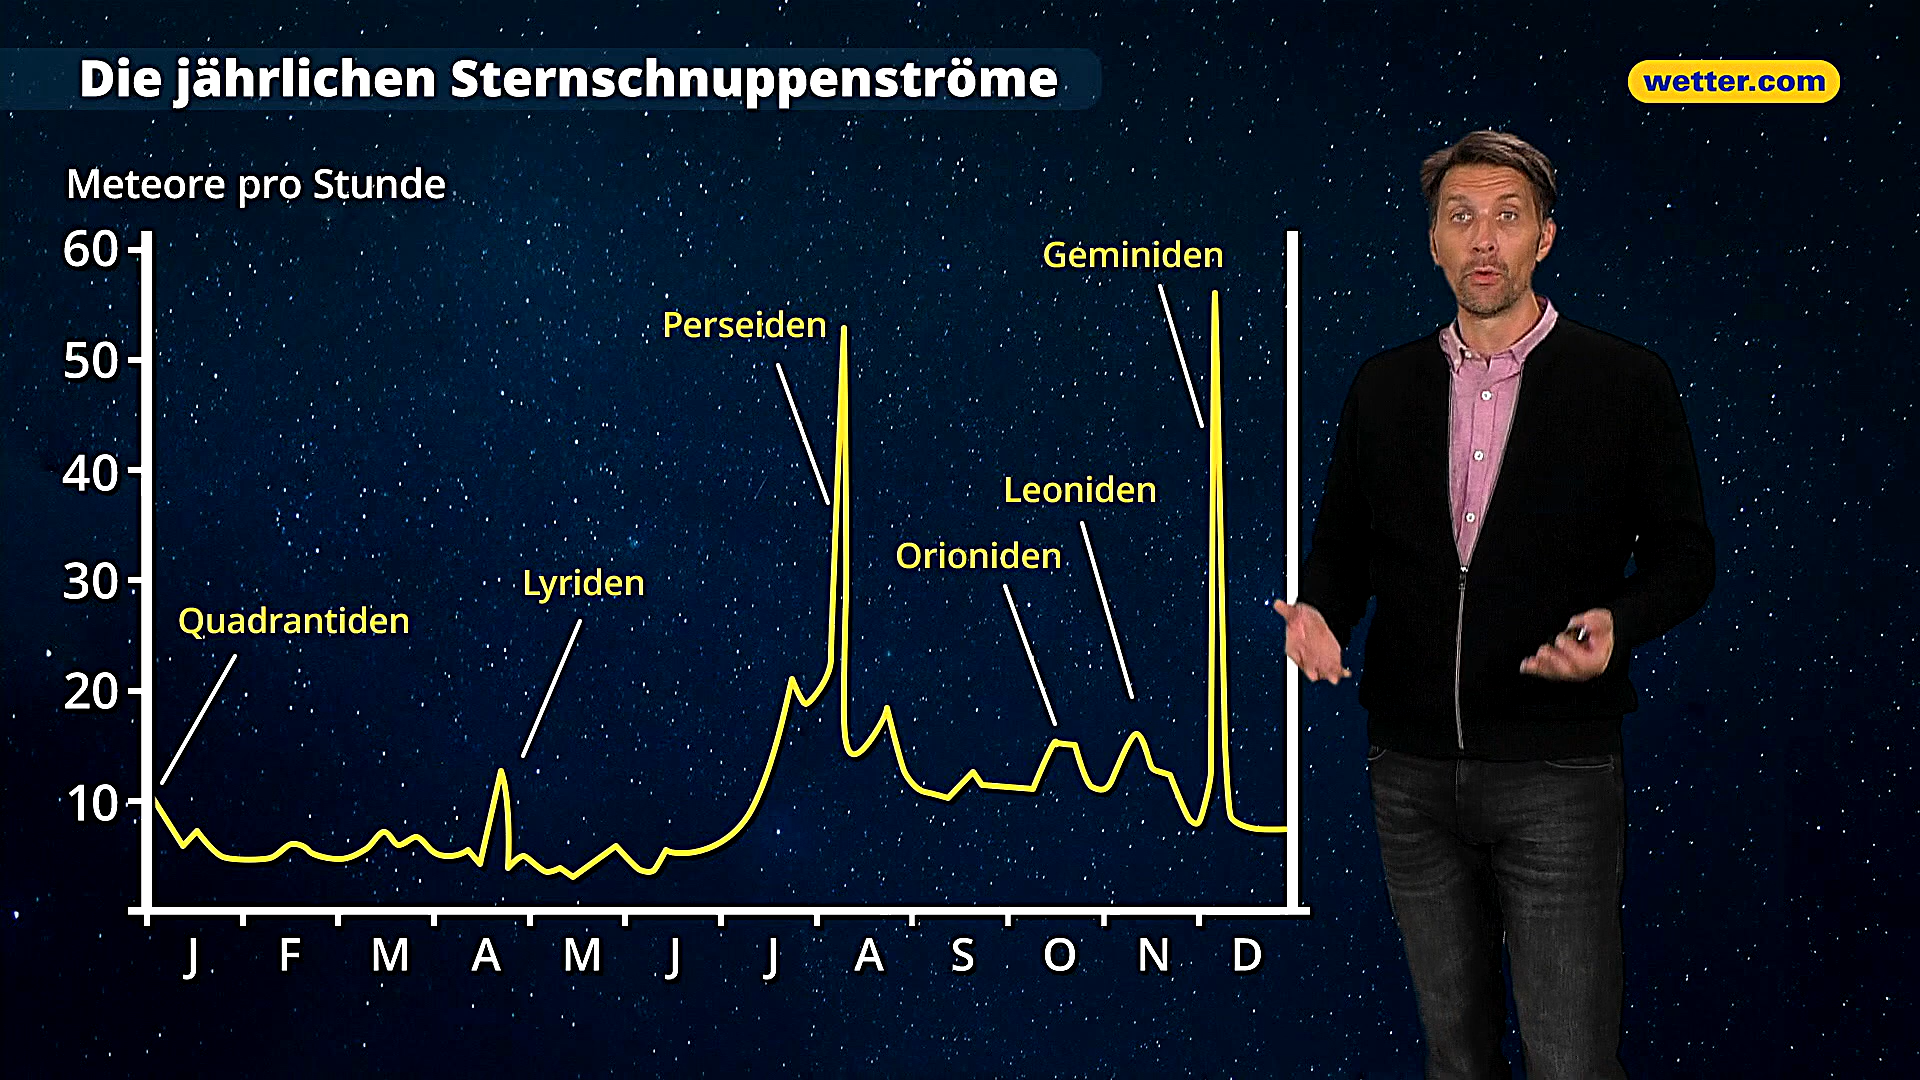 Die jährlichen Sternschnuppenströme
wetter.com
Meteore pro Stunde
60
50
40
30
20
10
Quadrantiden
Lyriden
Perseiden
Orioniden
Leoniden
Geminiden
J F M A M J J A S O N D